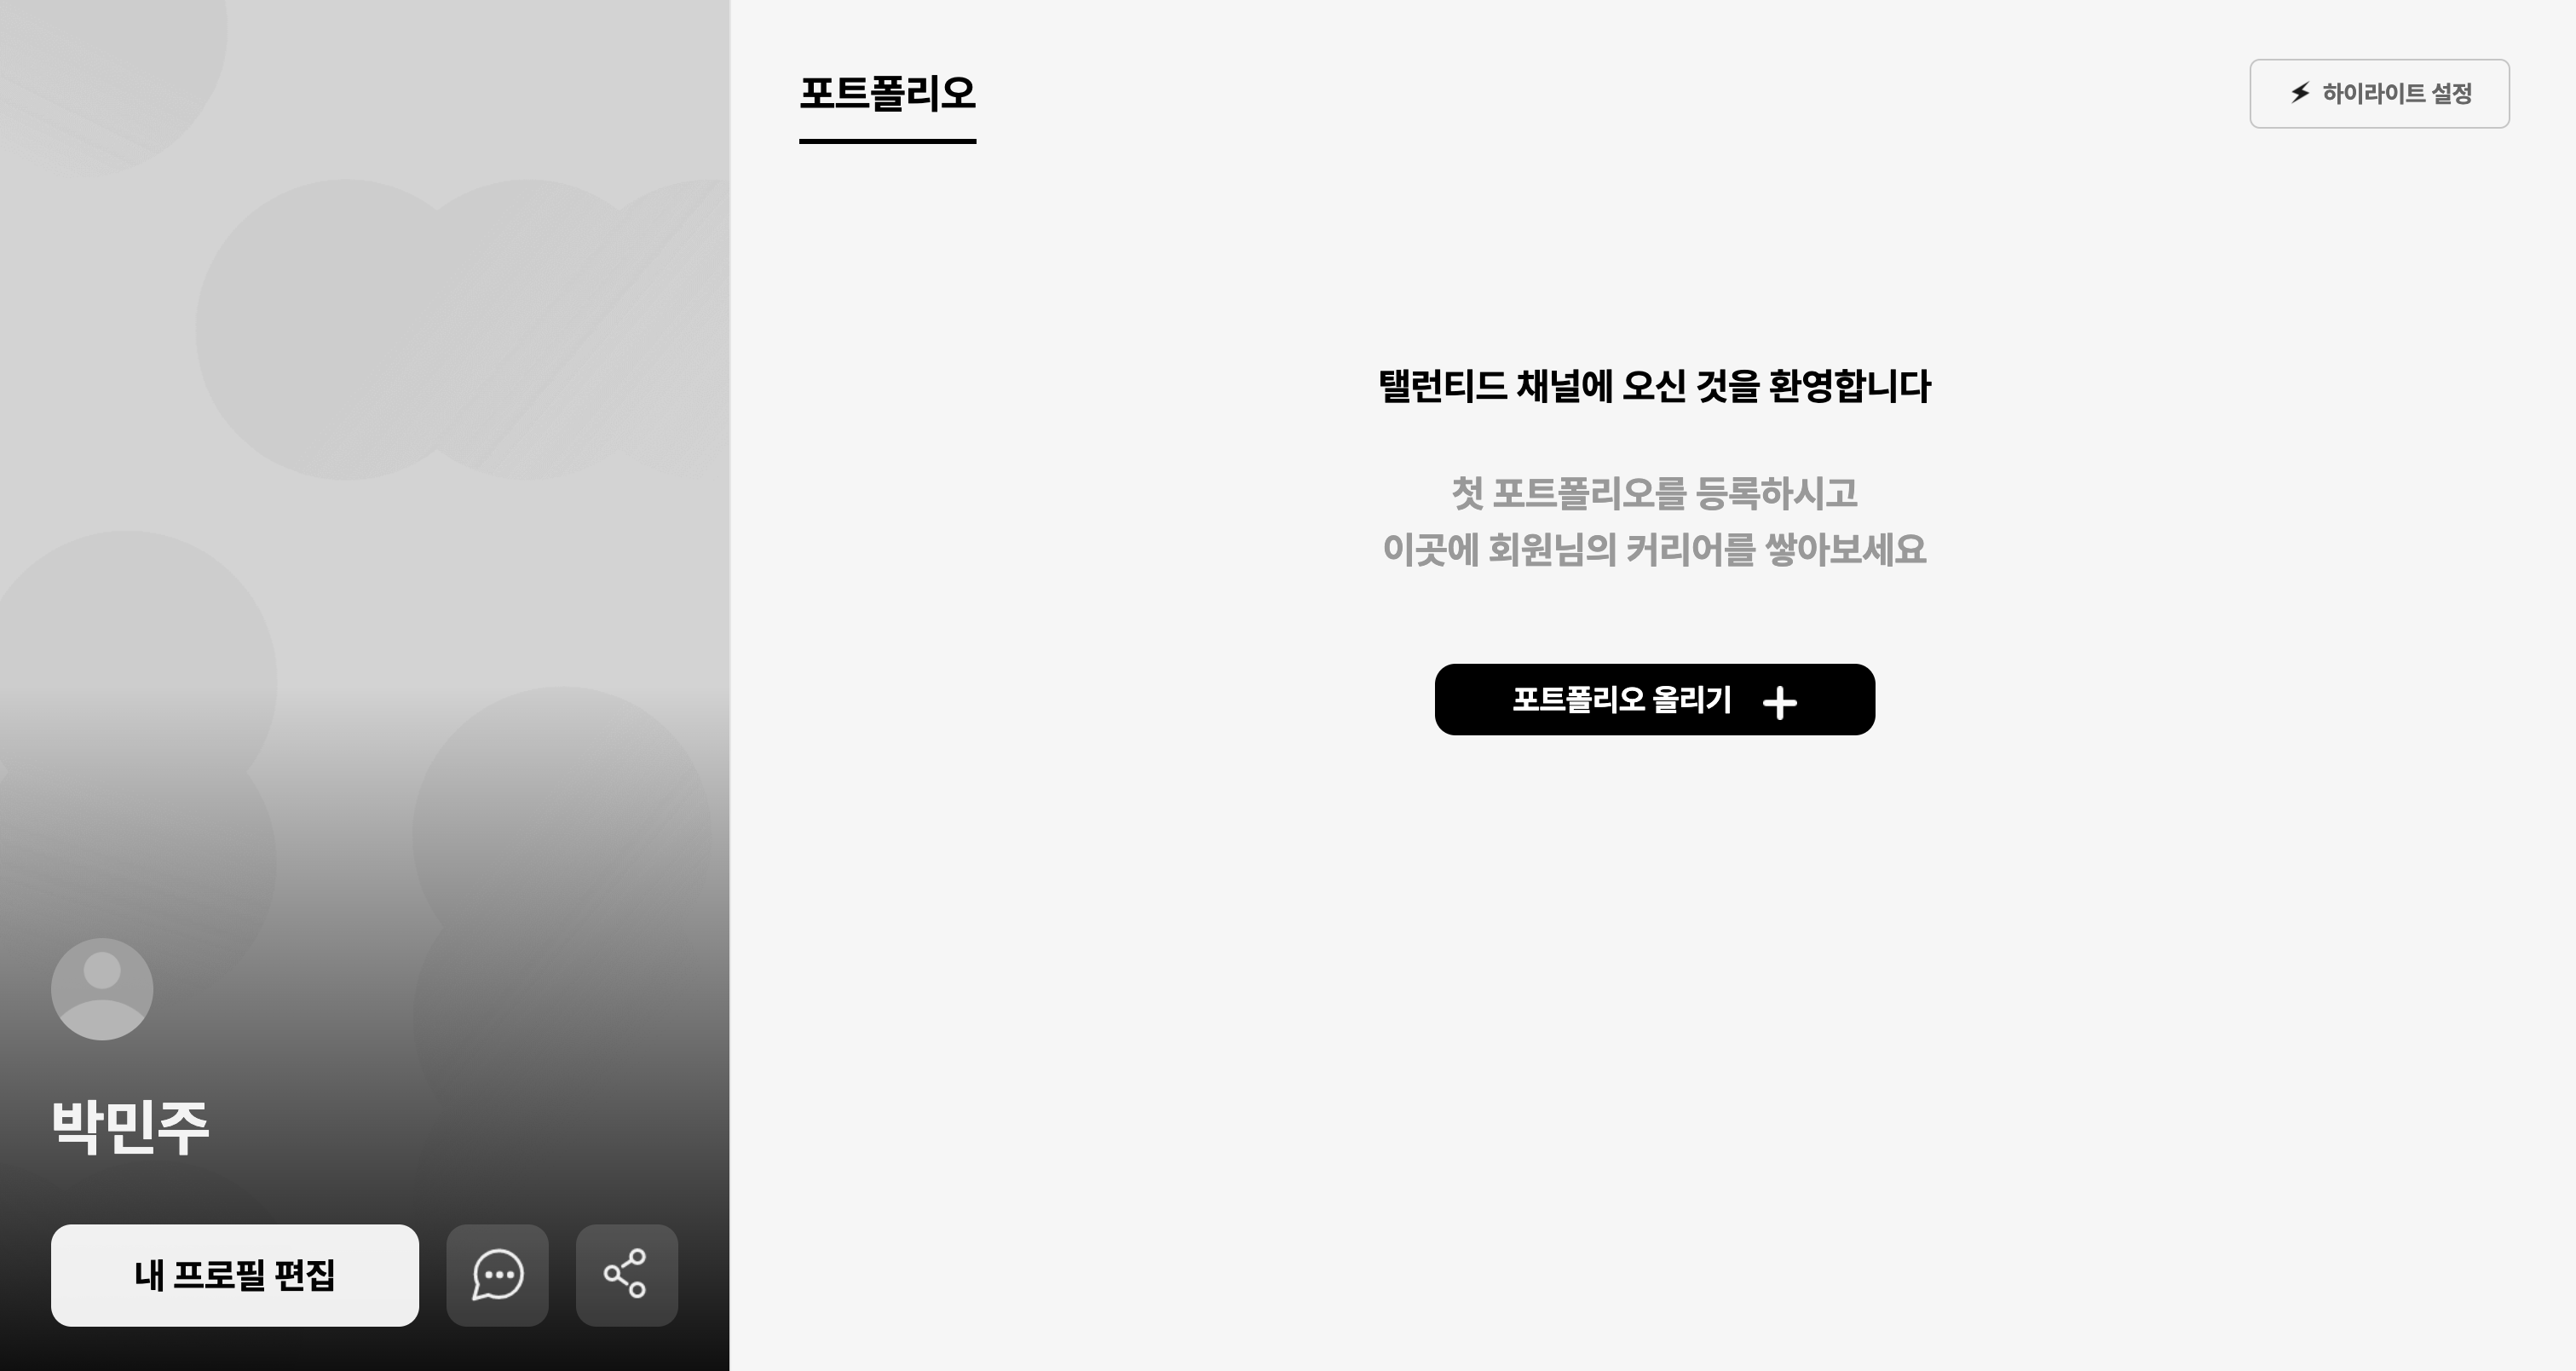 포트폴리오
하이라이트 설정
탤런티드 채널에 오신 것을 환영합니다
첫 포트폴리오를 등록하시고
이곳에 회원님의 커리어를 쌓아보세요
포트폴리오 올리기
박민주
내 프로필 편집